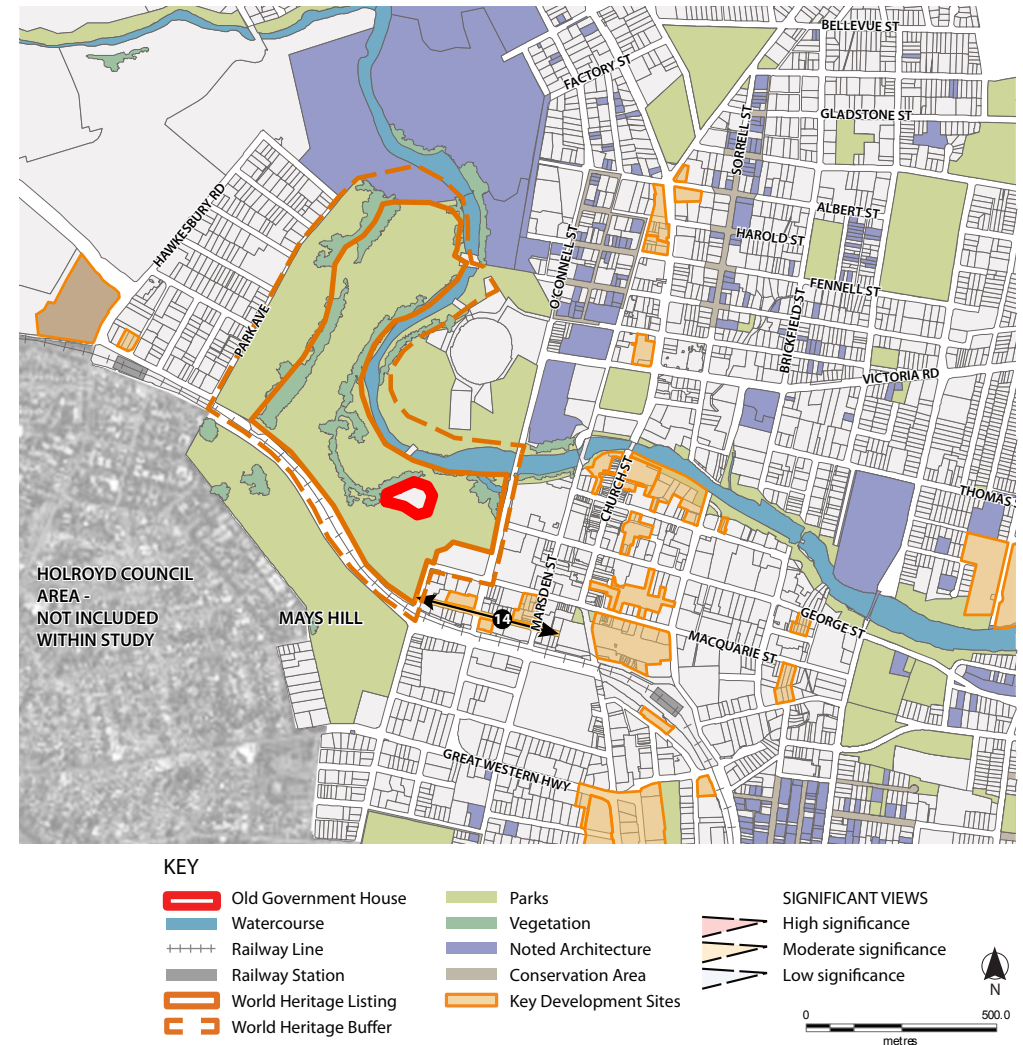 BELLEVUE ST
FACTORY ST
GLADSTONE ST
SORRELL ST
HAWKESBURY RD
ALBERT ST
HAROLD ST
O'CONNELL ST
FENNELL ST
PARK AVE
BRICKFIELD ST
VICTORIA RD
CHURCH ST
THOMAS S
HOLROYD COUNCIL
AREA -
NOT INCLUDED
WITHIN STUDY
MAYS HILL
MARSDEN ST
14
GEORGE ST
MACQUARIE ST
GREAT WESTERN HWY
KEY
Old Government House
Watercourse
Railway Line
Railway Station
World Heritage Listing
World Heritage Buffer
Parks
Vegetation
Noted Architecture
Conservation Area
Key Development Sites
SIGNIFICANT VIEWS
High significance
Moderate significance
Low significance
N
0 500.0
metres